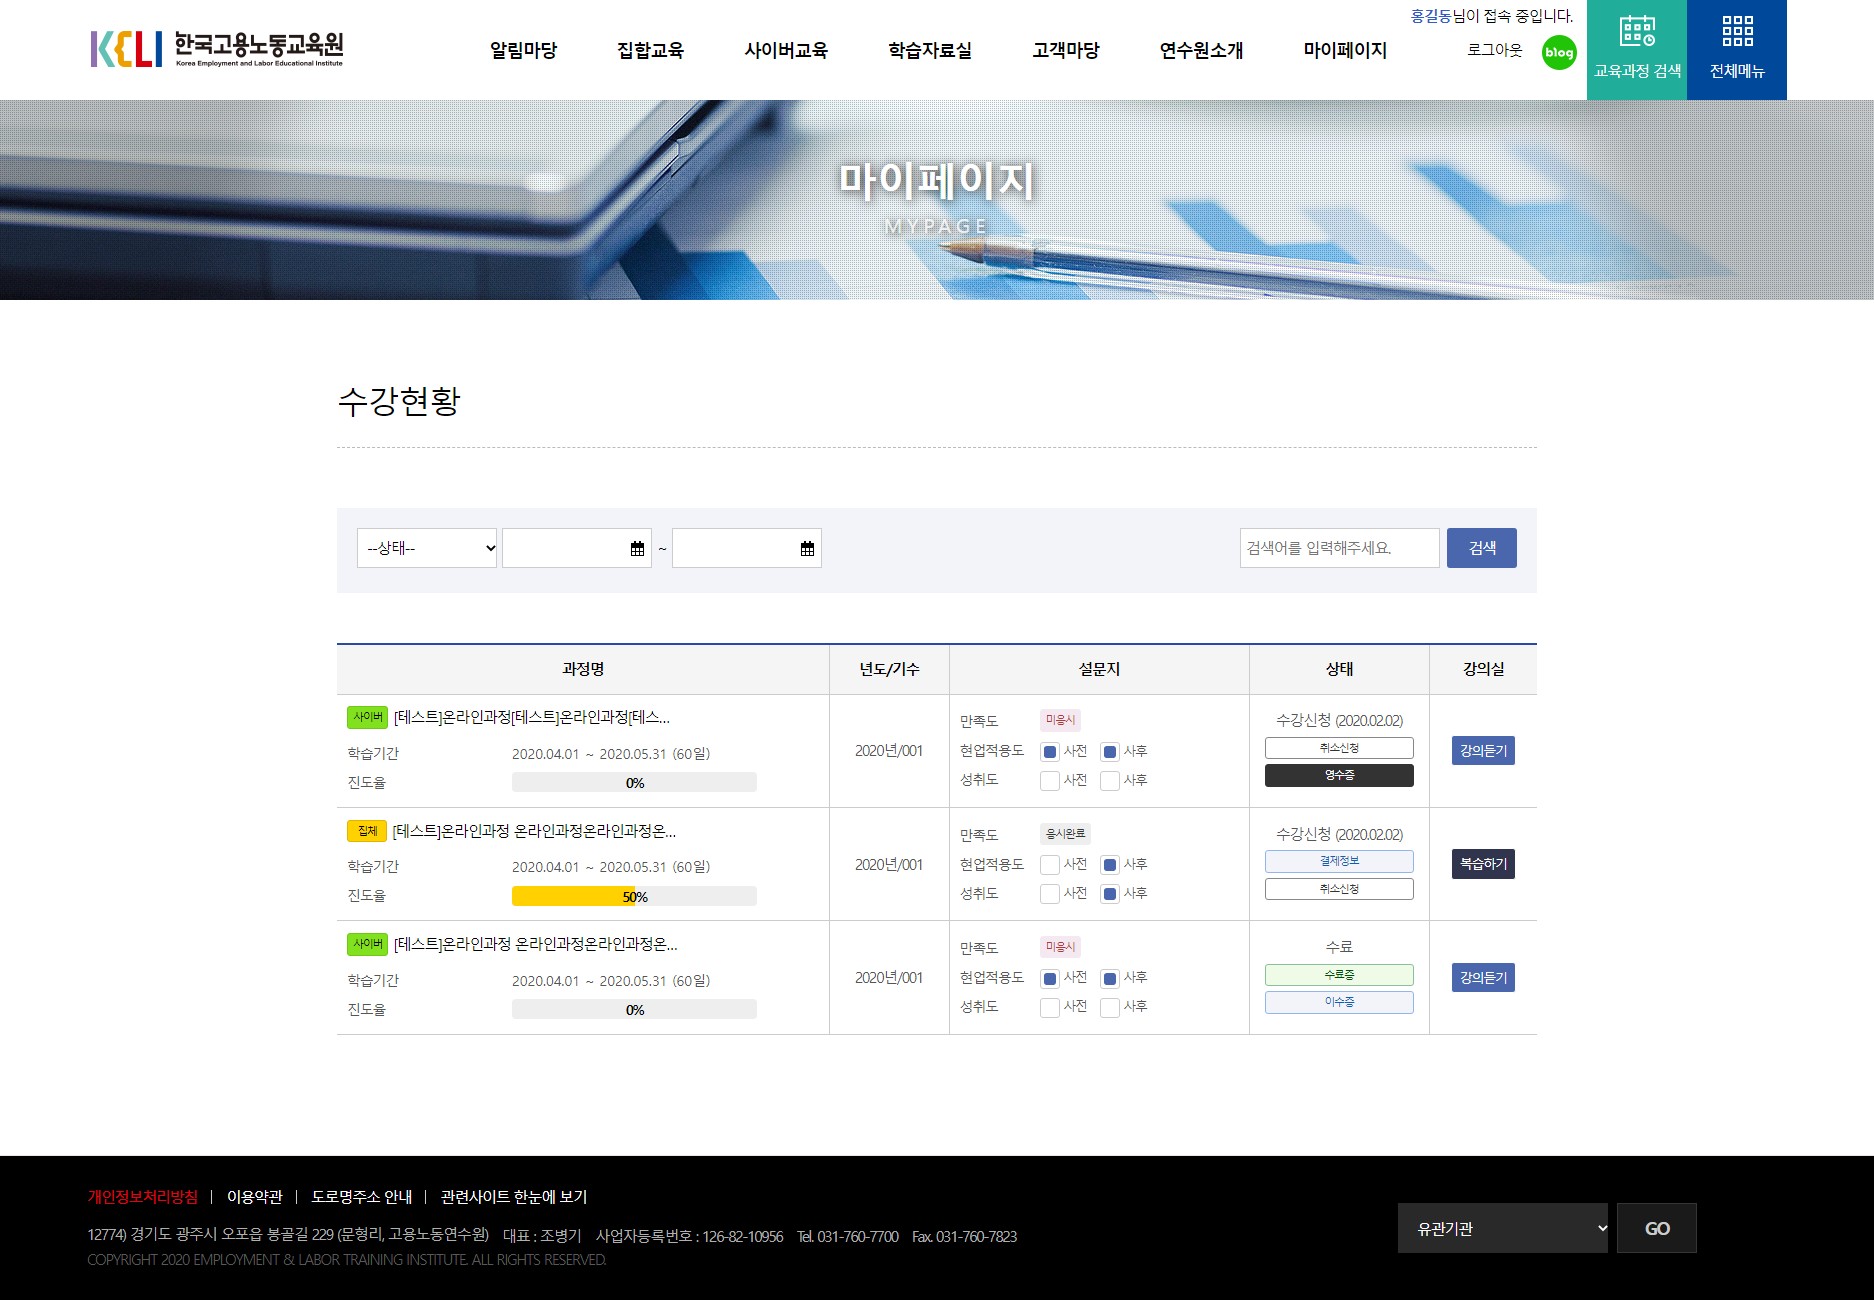 홍길동님이 접속 중입니다.
KELI 한국고용노동교육원
Korea Employment and Labor Educational Institute
알림마당 집합교육 사이버교육 학습자료실 고객마당 연수원소개 마이페이지
로그아웃 blog
교육과정 검색 전체메뉴
마이페이지
MYPAGE
수강현황
--상태-- ~ 검색어를 입력해주세요. 검색
과정명 년도/기수 설문지 상태 강의실
사이버 [테스트]온라인과정[테스트]온라인과정[테스...
학습기간 2020.04.01 ~ 2020.05.31 (60일)
진도율 0%
2020년/001
만족도 미응시
현업적용도 사전 사후
성취도 사전 사후
수강신청 (2020.02.02)
취소신청
영수증
강의듣기
집체 [테스트]온라인과정 온라인과정온라인과정온...
학습기간 2020.04.01 ~ 2020.05.31 (60일)
진도율 50%
2020년/001
만족도 응시완료
현업적용도 사전 사후
성취도 사전 사후
수강신청 (2020.02.02)
결제정보
취소신청
복습하기
사이버 [테스트]온라인과정 온라인과정온라인과정온...
학습기간 2020.04.01 ~ 2020.05.31 (60일)
진도율 0%
2020년/001
만족도 미응시
현업적용도 사전 사후
성취도 사전 사후
수료
수료증
이수증
강의듣기
개인정보처리방침 | 이용약관 | 도로명주소 안내 | 관련사이트 한눈에 보기
12774) 경기도 광주시 오포읍 봉골길 229 (문형리, 고용노동연수원) 대표 : 조병기 사업자등록번호 : 126-82-10956 Tel. 031-760-7700 Fax. 031-760-7823
COPYRIGHT 2020 EMPLOYMENT & LABOR TRAINING INSTITUTE. ALL RIGHTS RESERVED.
유관기관 GO